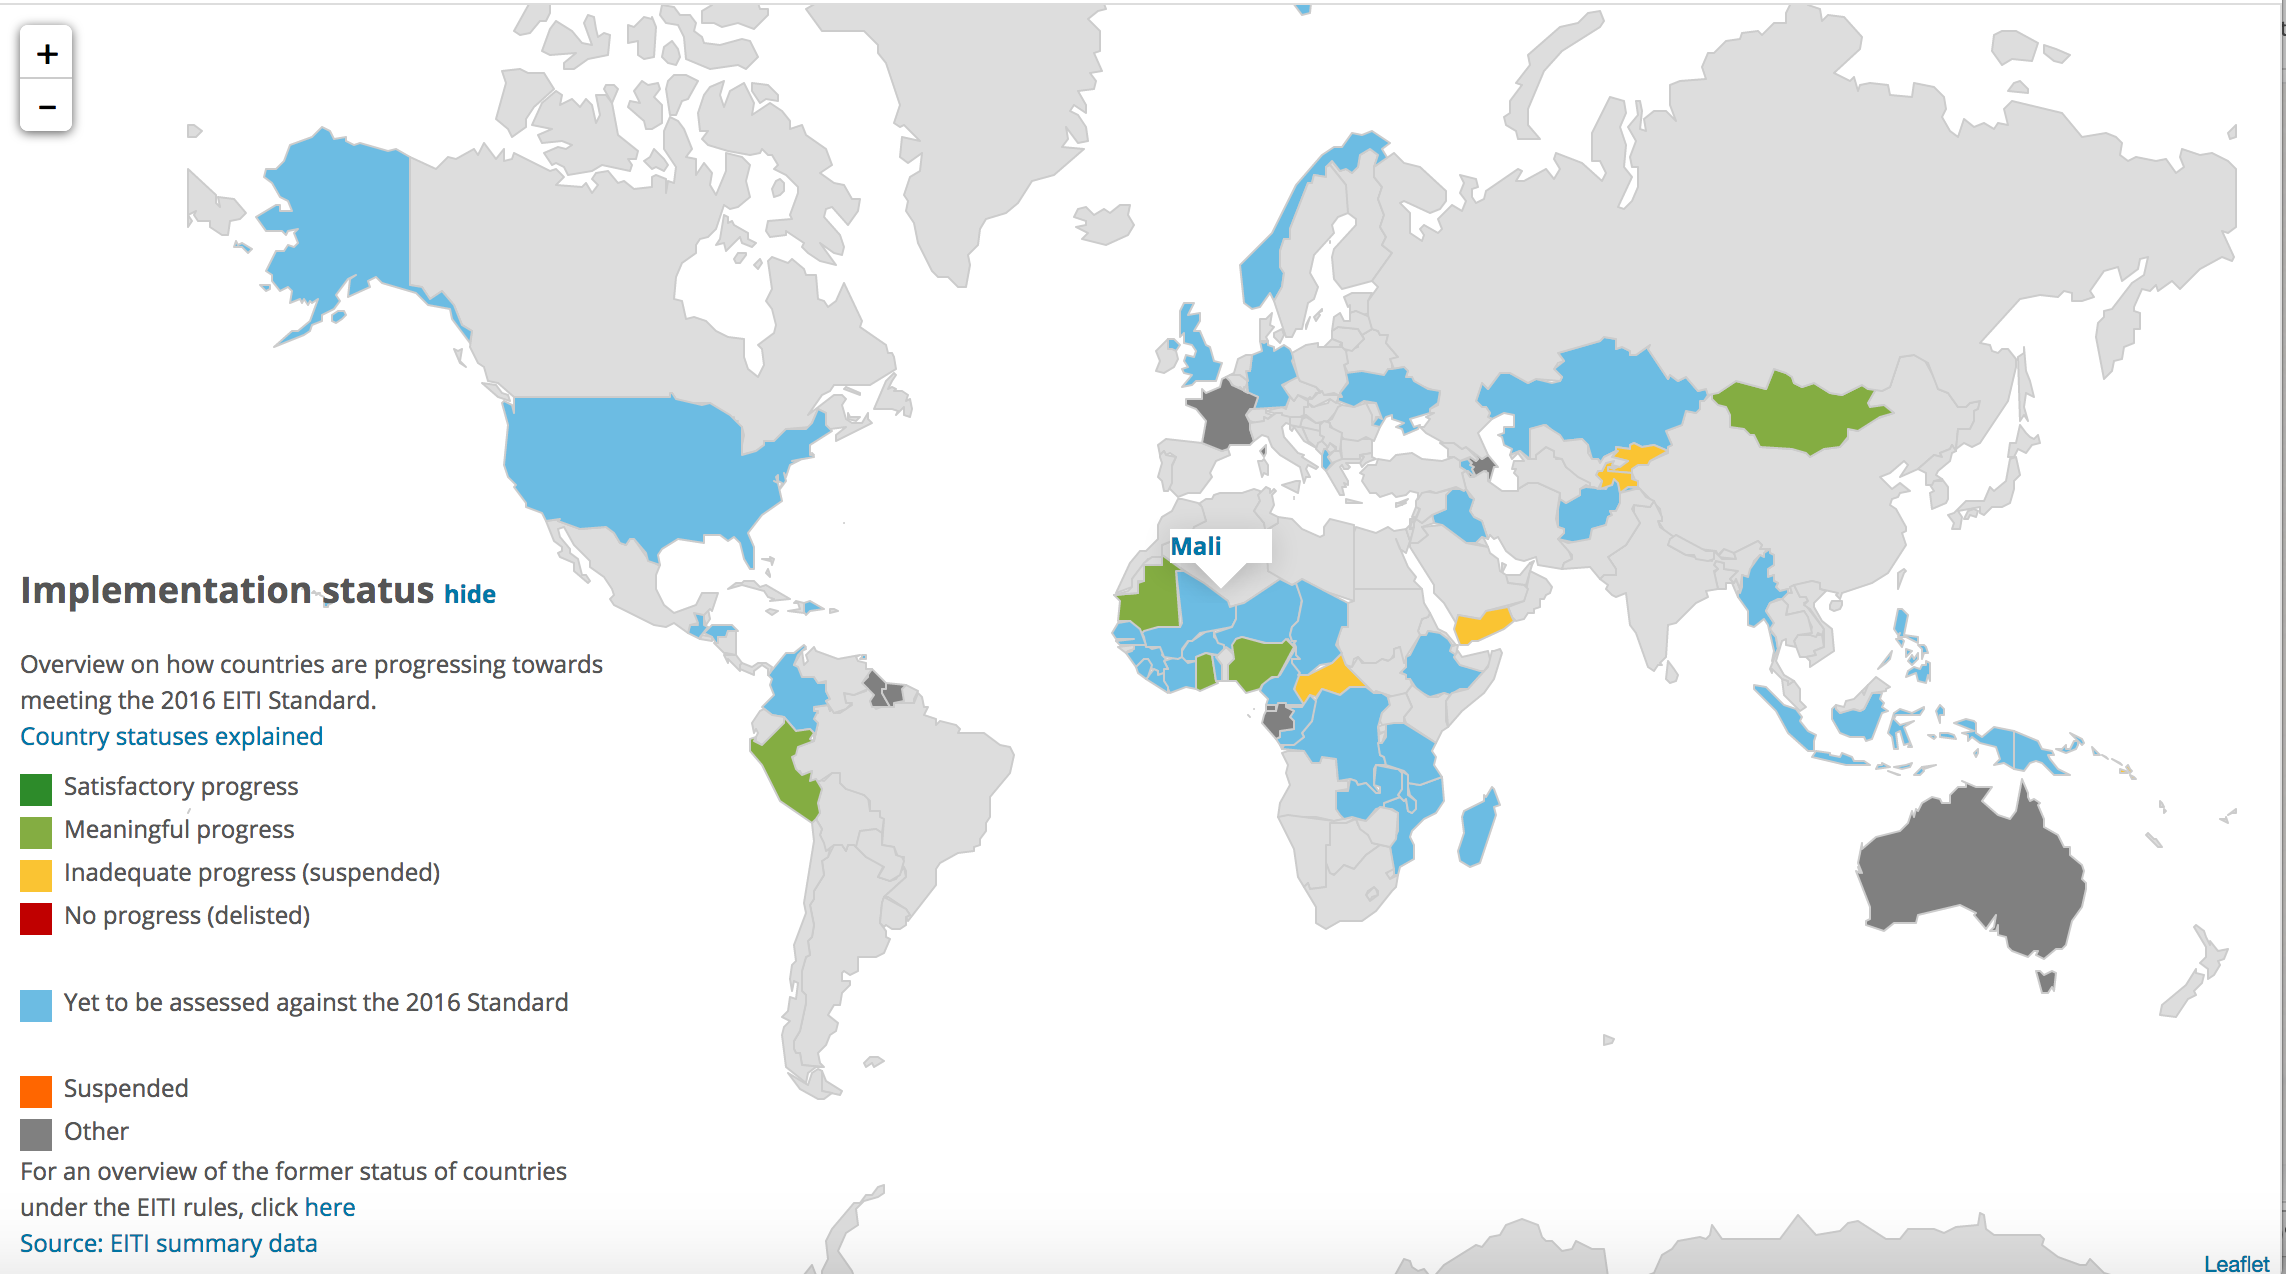 +
−
Mali
Implementation status hide
Overview on how countries are progressing towards
meeting the 2016 EITI Standard.
Country statuses explained
Satisfactory progress
Meaningful progress
Inadequate progress (suspended)
No progress (delisted)
Yet to be assessed against the 2016 Standard
Suspended
Other
For an overview of the former status of countries
under the EITI rules, click here
Source: EITI summary data
Leaflet